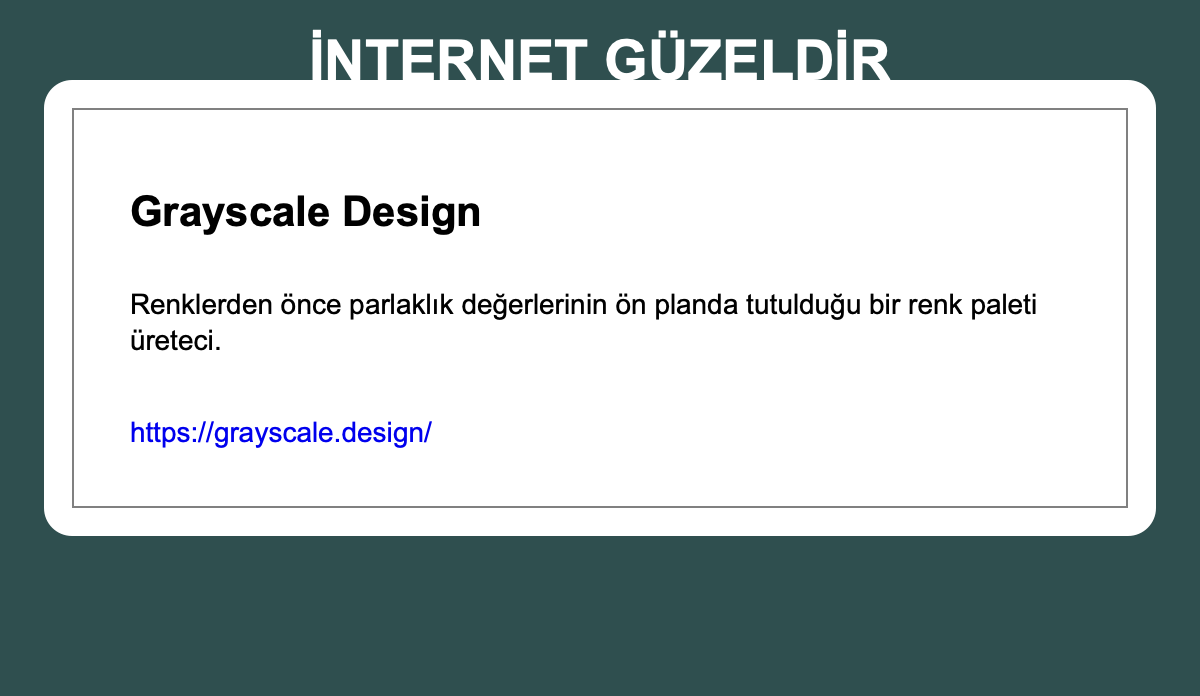 İNTERNET GÜZELDİR
Grayscale Design
Renklerden önce parlaklık değerlerinin ön planda tutulduğu bir renk paleti
üreteci.
https://grayscale.design/